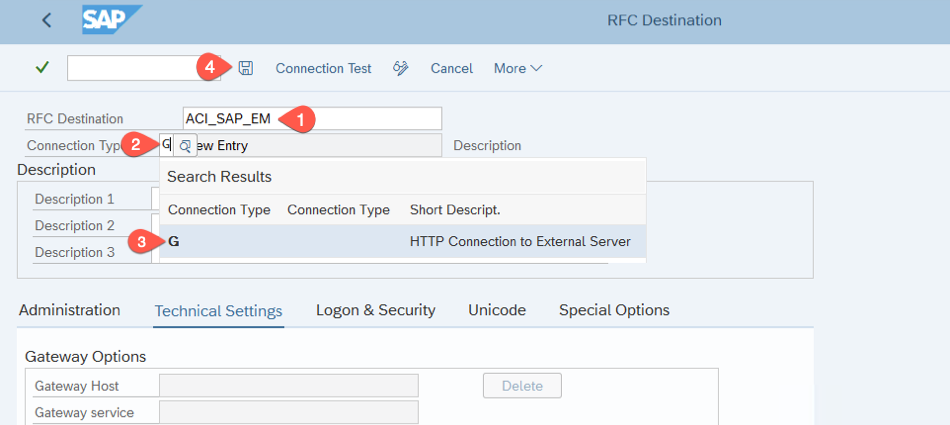 SAP RFC Destination
4 Connection Test Cancel More
RFC Destination ACI_SAP_EM 1
Connection Typ 2 G ew Entry Description
Description
Search Results
Description 1
Connection Type Connection Type Short Descript.
Description 2
3 G HTTP Connection to External Server
Description 3
Administration Technical Settings Logon & Security Unicode Special Options
Gateway Options
Gateway Host Delete
Gateway service